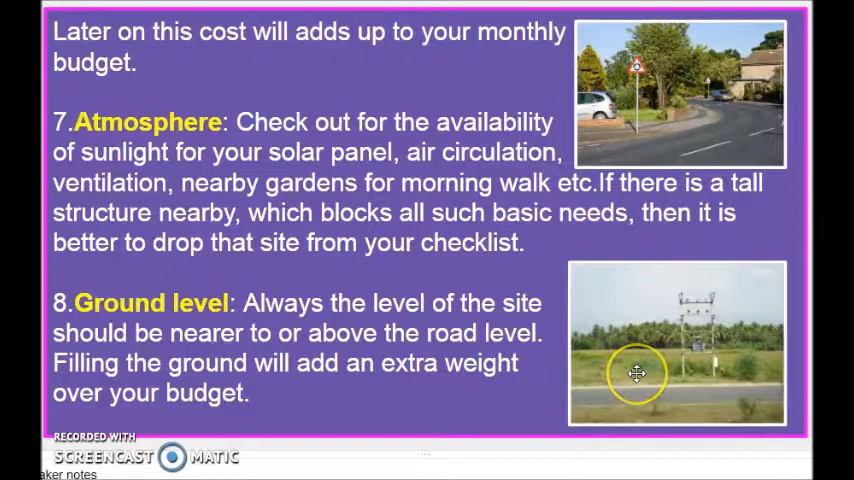 Later on this cost will adds up to your monthly
budget.
7.Atmosphere: Check out for the availability
of sunlight for your solar panel, air circulation,
ventilation, nearby gardens for morning walk etc.If there is a tall
structure nearby, which blocks all such basic needs, then it is
better to drop that site from your checklist.
8.Ground level: Always the level of the site
should be nearer to or above the road level.
Filling the ground will add an extra weight
over your budget.
RECORDED WITH
SCREENCAST MATIC
aker notes